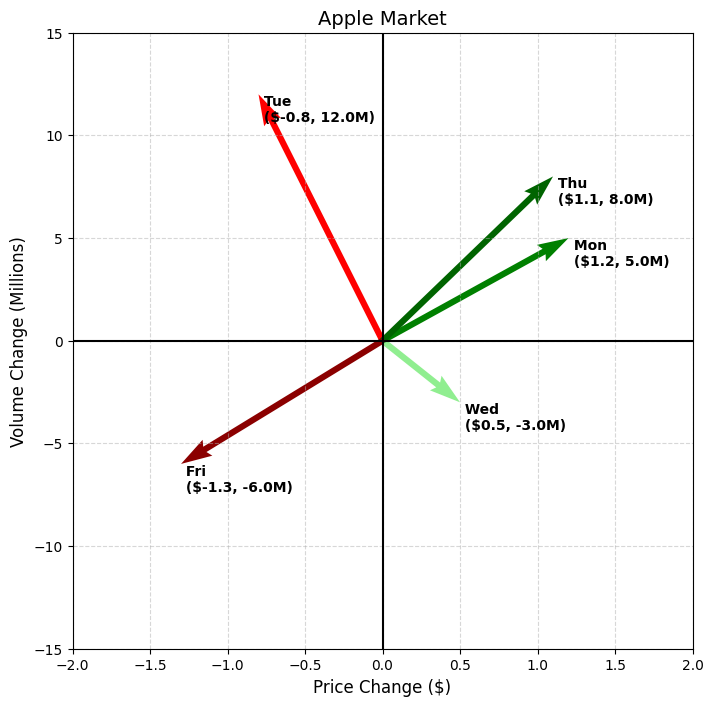 Apple Market
15
10
5
0
−5
−10
−15
Volume Change (Millions)
Tue
($-0.8, 12.0M)
Thu
($1.1, 8.0M)
Mon
($1.2, 5.0M)
Wed
($0.5, -3.0M)
Fri
($-1.3, -6.0M)
−2.0 −1.5 −1.0 −0.5 0.0 0.5 1.0 1.5 2.0
Price Change ($)